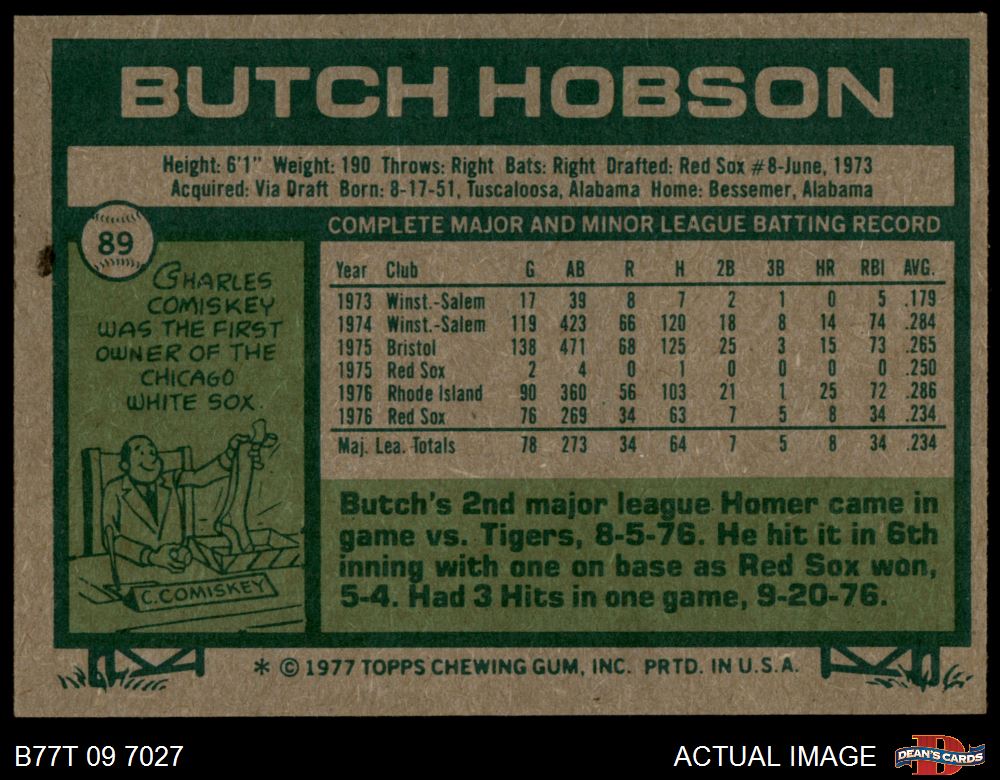 BUTCH HOBSON
Height: 6'1" Weight: 190 Throws: Right Bats: Right Drafted: Red Sox #8-June, 1973
Acquired: Via Draft Born: 8-17-51, Tuscaloosa, Alabama Home: Bessemer, Alabama
89
CHARLES
COMISKEY
WAS THE FIRST
OWNER OF THE
CHICAGO
WHITE SOX.
C. COMISKEY
COMPLETE MAJOR AND MINOR LEAGUE BATTING RECORD
Year Club G AB R H 2B 3B HR RBI AVG.
1973 Winst.-Salem 17 39 8 7 2 1 0 5 .179
1974 Winst.-Salem 119 423 66 120 18 8 14 74 .284
1975 Bristol 138 471 68 125 25 3 15 73 .265
1975 Red Sox 2 4 0 1 0 0 0 0 .250
1976 Rhode Island 90 360 56 103 21 1 25 72 .286
1976 Red Sox 76 269 34 63 7 5 8 34 .234
Maj. Lea. Totals 78 273 34 64 7 5 8 34 .234
Butch's 2nd major league Homer came in
game vs. Tigers, 8-5-76. He hit it in 6th
inning with one on base as Red Sox won,
5-4. Had 3 Hits in one game, 9-20-76.
* © 1977 TOPPS CHEWING GUM, INC. PRTD. IN U.S.A.
B77T 09 7027
ACTUAL IMAGE
D
DEAN'S CARDS